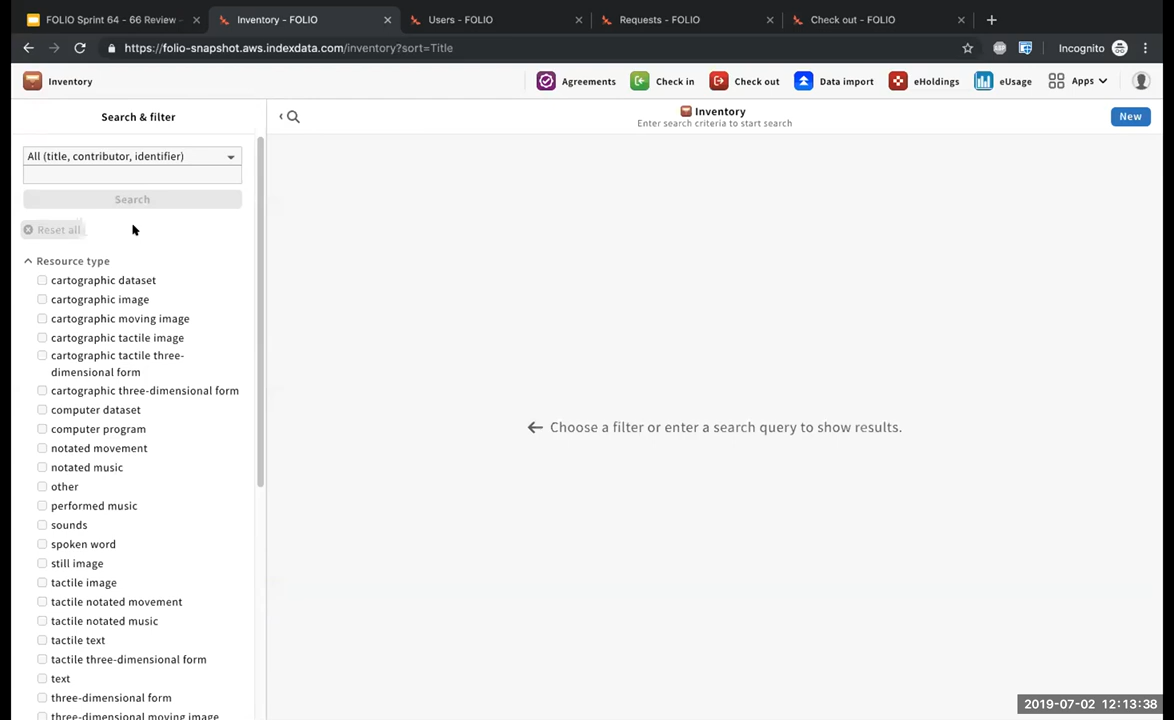 FOLIO Sprint 64 - 66 Review -
Inventory - FOLIO
Users - FOLIO
Requests - FOLIO
Check out - FOLIO
https://folio-snapshot.aws.indexdata.com/inventory?sort=Title
Incognito
Inventory
Agreements
Check in
Check out
Data import
eHoldings
eUsage
Apps
Search & filter
Inventory
Enter search criteria to start search
New
All (title, contributor, identifier)
Search
Reset all
Resource type
cartographic dataset
cartographic image
cartographic moving image
cartographic tactile image
cartographic tactile three-
dimensional form
cartographic three-dimensional form
computer dataset
computer program
notated movement
notated music
other
performed music
sounds
spoken word
still image
tactile image
tactile notated movement
tactile notated music
tactile text
tactile three-dimensional form
text
three-dimensional form
three-dimensional moving image
Choose a filter or enter a search query to show results.
2019-07-02 12:13:38